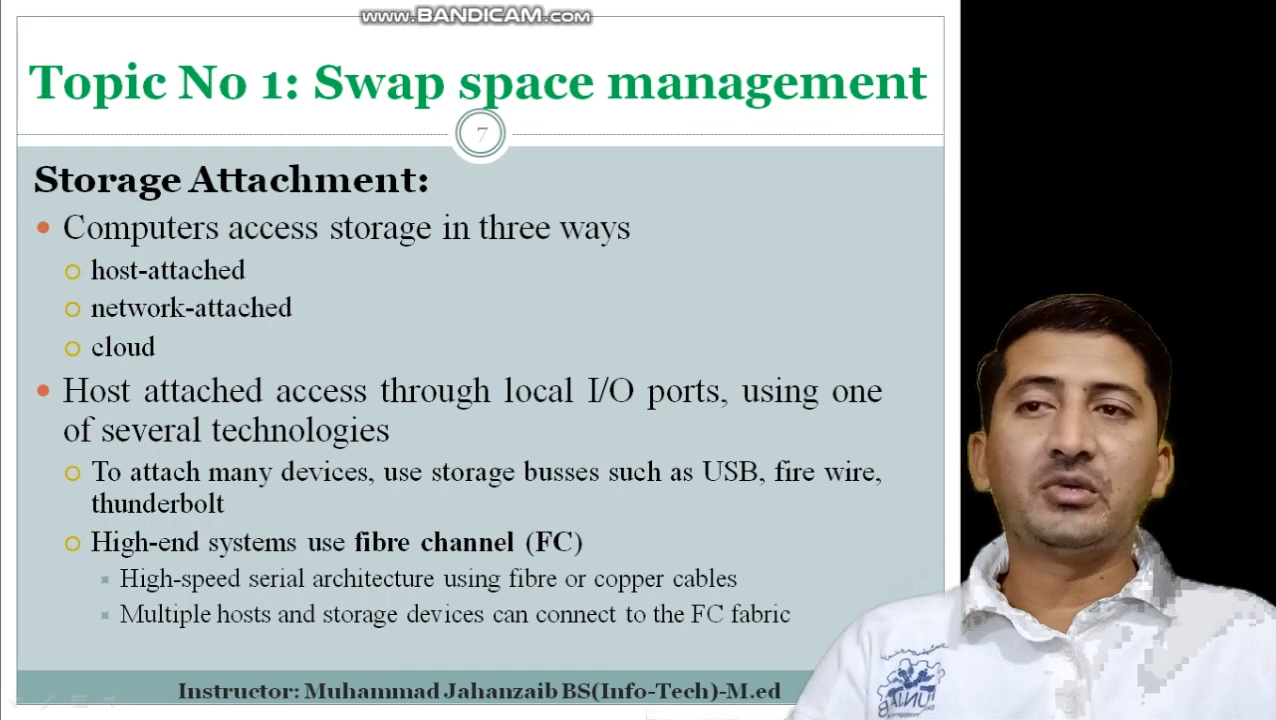 www.BANDICAM.com
Topic No 1: Swap space management
7
Storage Attachment:
Computers access storage in three ways
host-attached
network-attached
cloud
Host attached access through local I/O ports, using one
of several technologies
To attach many devices, use storage busses such as USB, fire wire,
thunderbolt
High-end systems use fibre channel (FC)
High-speed serial architecture using fibre or copper cables
Multiple hosts and storage devices can connect to the FC fabric
Instructor: Muhammad Jahanzaib BS(Info-Tech)-M.ed